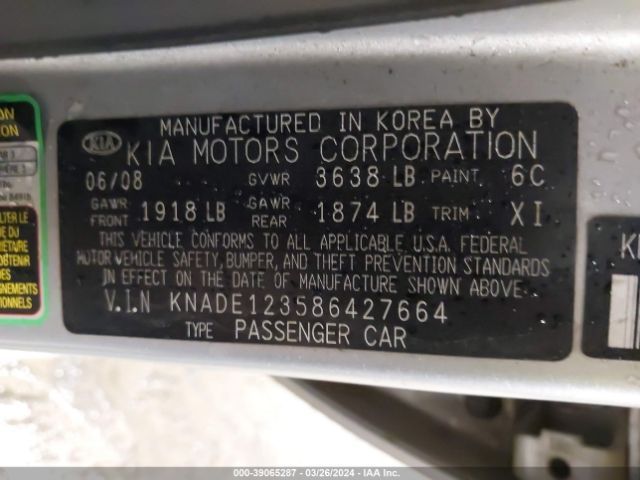 MANUFACTURED IN KOREA BY
KIA KIA MOTORS CORPORATION
06/08 GVWR 3638 LB PAINT 6C
GAWR FRONT 1918 LB GAWR REAR 1874 LB TRIM XI
THIS VEHICLE CONFORMS TO ALL APPLICABLE U.S.A. FEDERAL
MOTOR VEHICLE SAFETY, BUMPER, AND THEFT PREVENTION STANDARDS
IN EFFECT ON THE DATE OF MANUFACTURE SHOWN ABOVE.
V.I.N KNADE123586427664
TYPE PASSENGER CAR
000-39065287 - 03/26/2024 - IAA Inc.